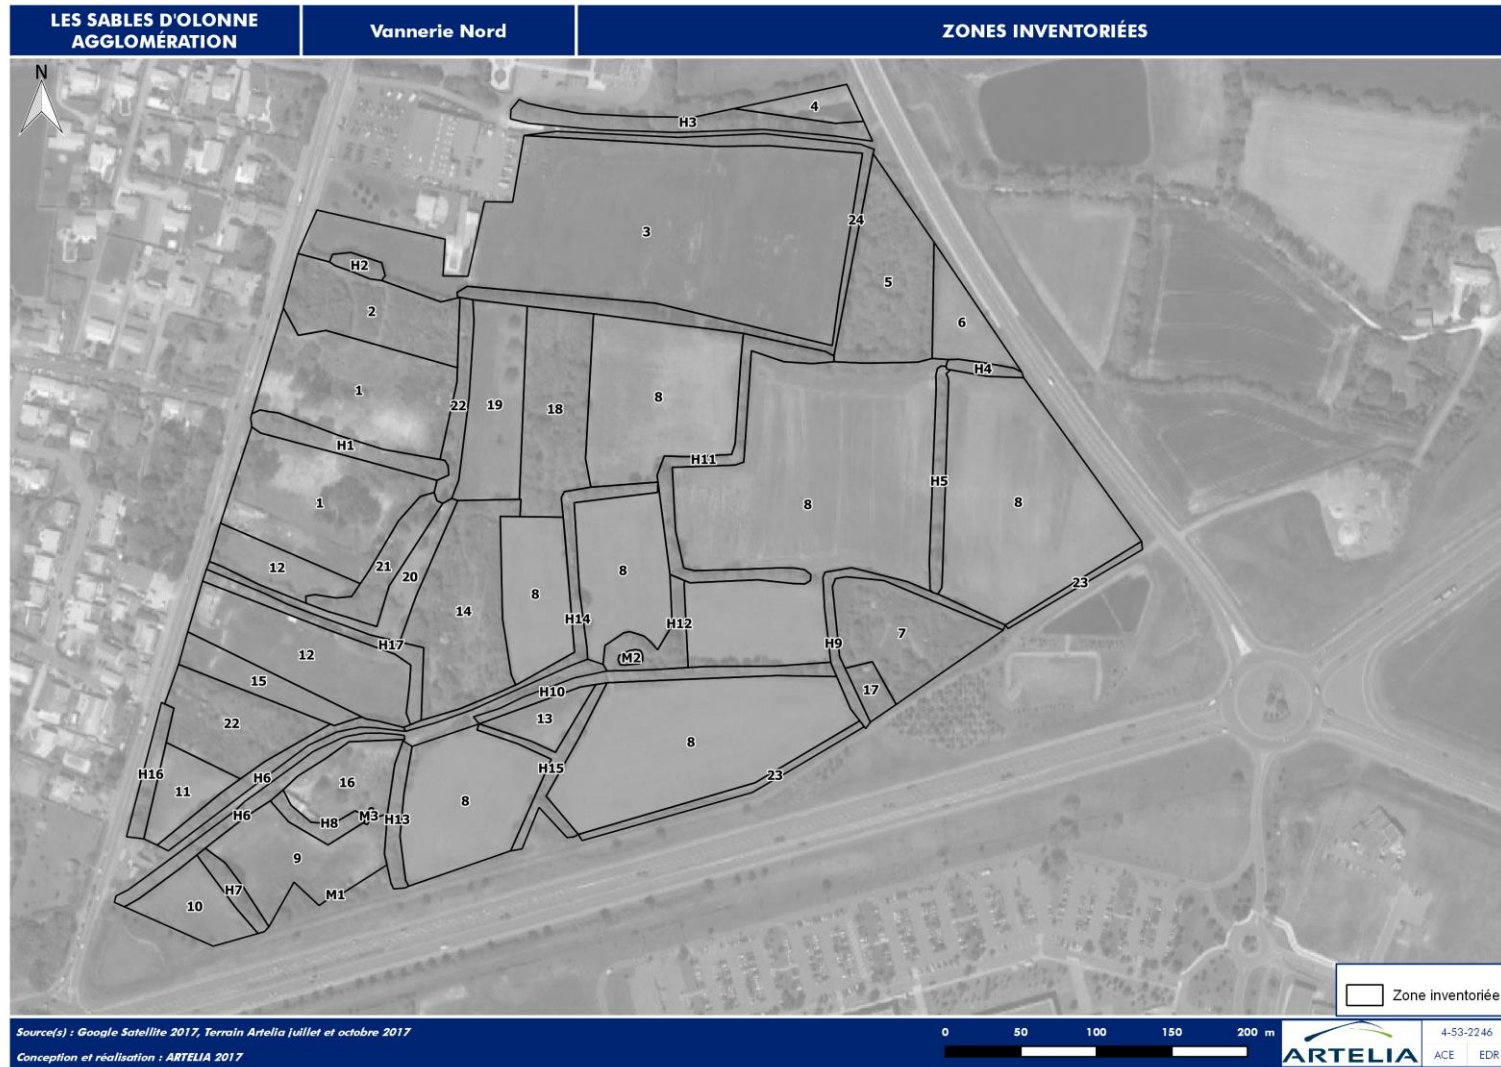 LES SABLES D'OLONNE
AGGLOMÉRATION
Vannerie Nord
ZONES INVENTORIÉES
N
4
H3
3
24
H2
5
2
6
H4
1
22
19
18
8
H1
H11
H5
8
8
1
12
21
20
8
23
14
8
H14
H12
7
H17
H9
12
M2
15
H10
17
13
22
8
H16
H6
H15
23
11
16
8
H6
H8
M3
H13
9
H7
M1
10
Zone inventoriée
Source(s) : Google Satellite 2017, Terrain Artelia juillet et octobre 2017
Conception et réalisation : ARTELIA 2017
0 50 100 150 200 m
ARTELIA
4-53-2246
ACE EDR